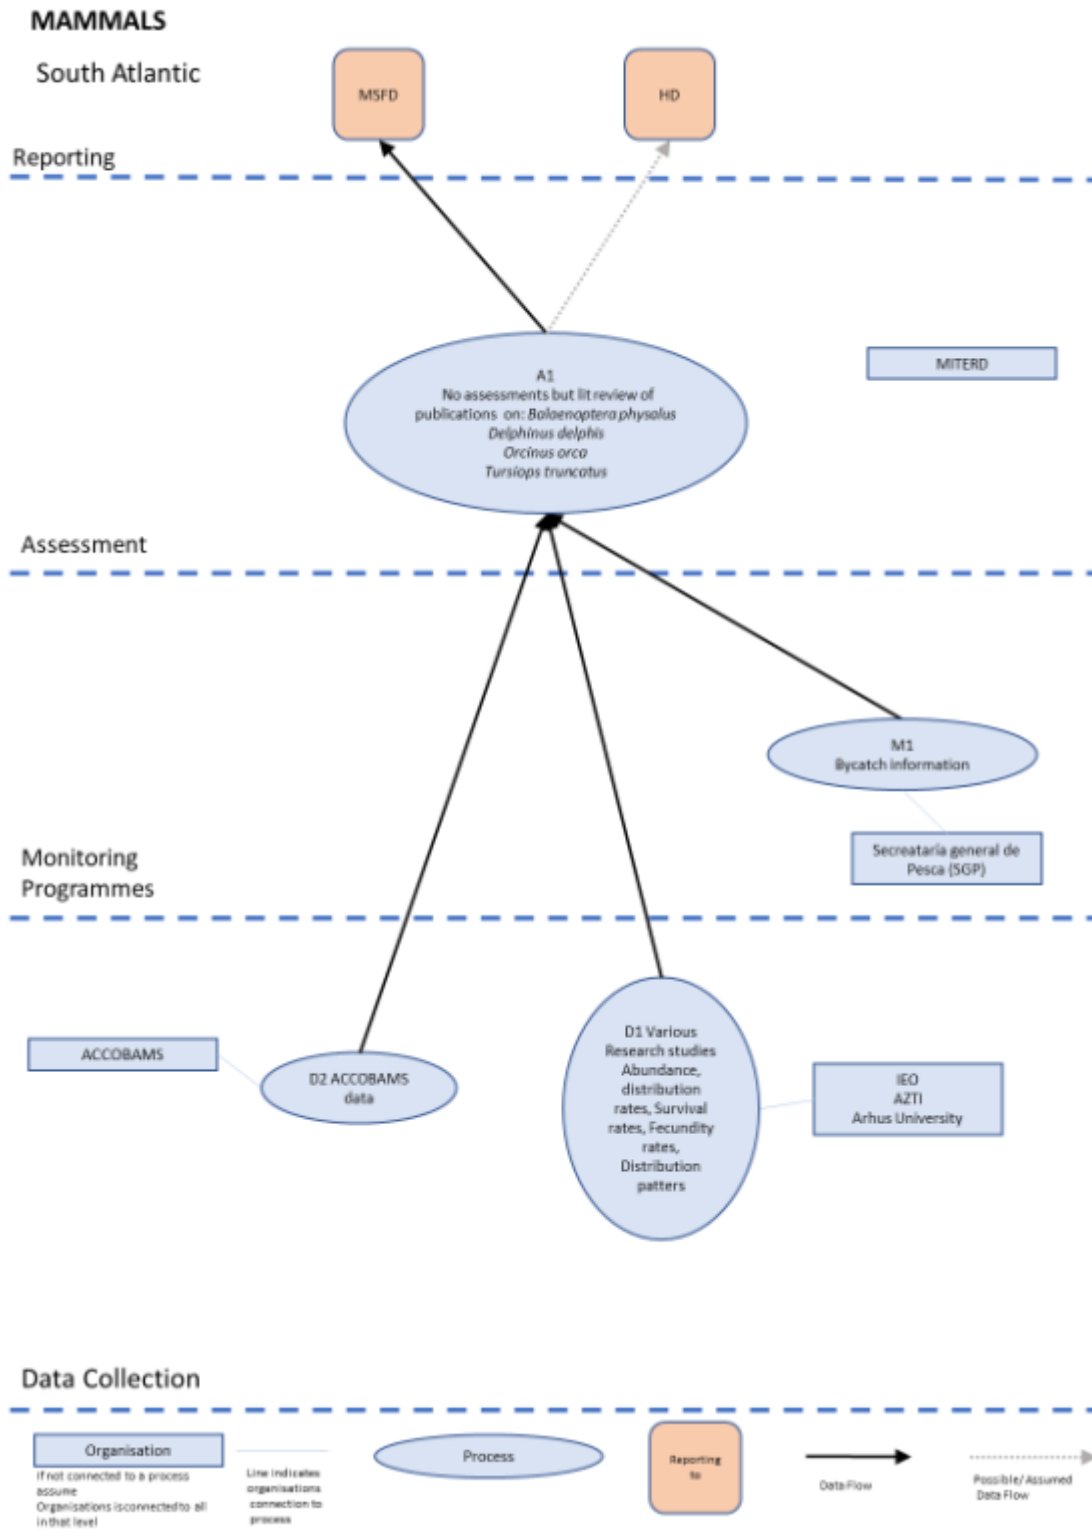 MAMMALS
South Atlantic
MSFD
HD
Reporting
A1
No assessments but lit review of
publications on: Balaenoptera physalus
Delphinus delphis
Orcinus orca
Tursiops truncatus
MITERD
Assessment
M1
Bycatch information
Secreataría general de
Pesca (SGP)
Monitoring
Programmes
ACCOBAMS
D2 ACCOBAMS
data
D1 Various
Research studies
Abundance,
distribution
rates, Survival
rates, Fecundity
rates,
Distribution
patters
IEO
AZTI
Arhus University
Data Collection
Organisation
If not connected to a process
assume
Organisations is connected to all
in that level
Line indicates
organisations
connection to
process
Process
Reporting
to
Data Flow
Possible/ Assumed
Data Flow